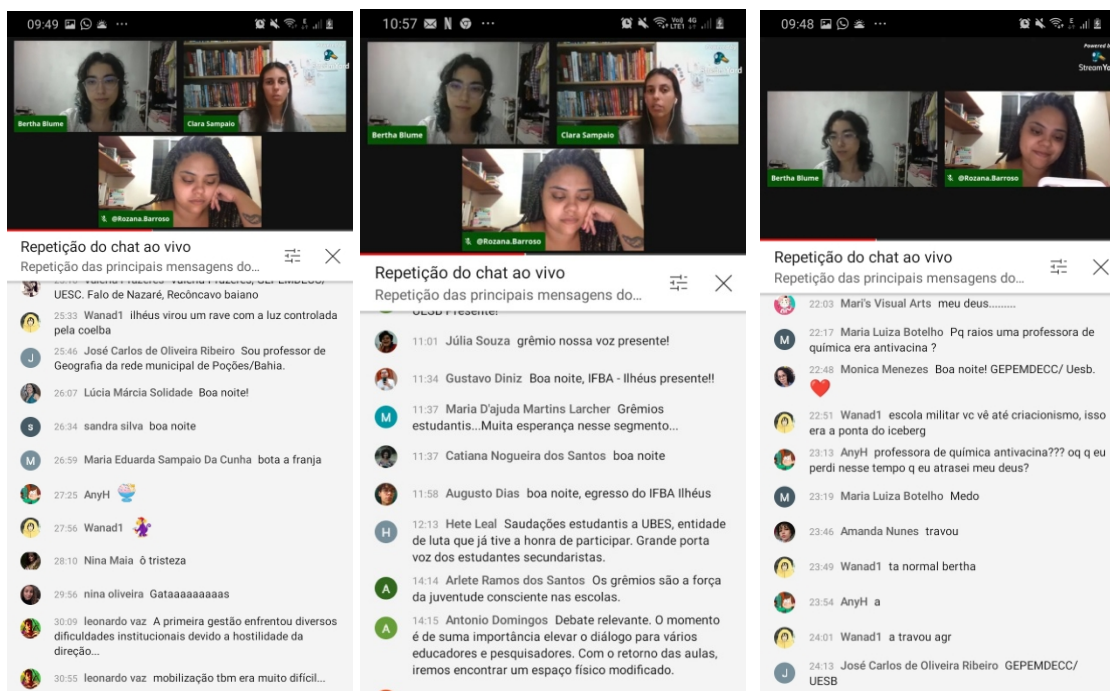 09:49
Bertha Blume
Clara Sampaio
@Rozana.Barroso
Repetição do chat ao vivo
Repetição das principais mensagens do...
UESC. Falo de Nazaré, Recôncavo baiano
25:33 Wanad1 ilhéus virou um rave com a luz controlada
pela coelba
25:46 José Carlos de Oliveira Ribeiro Sou professor de
Geografia da rede municipal de Poções/Bahia.
26:07 Lúcia Márcia Solidade Boa noite!
s
26:34 sandra silva boa noite
M
26:59 Maria Eduarda Sampaio Da Cunha bota a franja
27:25 AnyH
27:56 Wanad1
28:10 Nina Maia ô tristeza
29:56 nina oliveira Gataaaaaaaaas
30:09 leonardo vaz A primeira gestão enfrentou diversos
dificuldades institucionais devido a hostilidade da
direção...
30:55 leonardo vaz mobilização tbm era muito difícil...
10:57
Bertha Blume
Clara Sampaio
@Rozana.Barroso
Repetição do chat ao vivo
Repetição das principais mensagens do...
UESB Presente!
11:01 Júlia Souza grêmio nossa voz presente!
11:34 Gustavo Diniz Boa noite, IFBA - Ilhéus presente!!
M
11:37 Maria D'ajuda Martins Larcher Grêmios
estudantis...Muita esperança nesse segmento...
11:37 Catiana Nogueira dos Santos boa noite
11:58 Augusto Dias boa noite, egresso do IFBA Ilhéus
H
12:13 Hete Leal Saudações estudantis a UBES, entidade
de luta que já tive a honra de participar. Grande porta
voz dos estudantes secundaristas.
A
14:14 Arlete Ramos dos Santos Os grêmios são a força
da juventude consciente nas escolas.
A
14:15 Antonio Domingos Debate relevante. O momento
é de suma importância elevar o diálogo para vários
educadores e pesquisadores. Com o retorno das aulas,
iremos encontrar um espaço físico modificado.
09:48
Powered by
StreamYa
Bertha Blume
@Rozana.Barroso
Repetição do chat ao vivo
Repetição das principais mensagens do...
22:03 Mari's Visual Arts meu deus.........
M
22:17 Maria Luiza Botelho Pq raios uma professora de
química era antivacina ?
22:48 Monica Menezes Boa noite! GEPEMDECC/ Uesb.
22:51 Wanad1 escola militar vc vê até criacionismo, isso
era a ponta do iceberg
23:13 AnyH professora de química antivacina??? oq q eu
perdi nesse tempo q eu atrasei meu deus?
M
23:19 Maria Luiza Botelho Medo
23:46 Amanda Nunes travou
23:49 Wanad1 ta normal bertha
23:54 AnyH a
24:01 Wanad1 a travou agr
J
24:13 José Carlos de Oliveira Ribeiro GEPEMDECC/
UESB